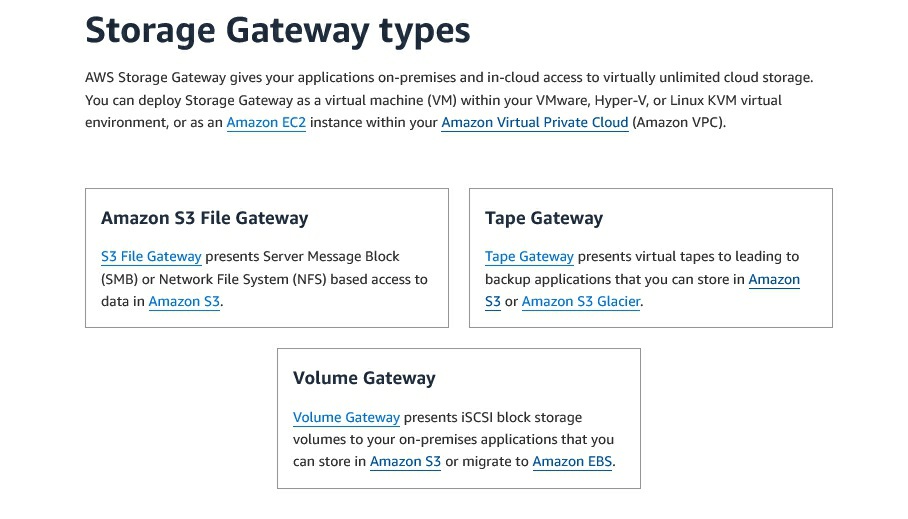 Storage Gateway types
AWS Storage Gateway gives your applications on-premises and in-cloud access to virtually unlimited cloud storage.
You can deploy Storage Gateway as a virtual machine (VM) within your VMware, Hyper-V, or Linux KVM virtual
environment, or as an Amazon EC2 instance within your Amazon Virtual Private Cloud (Amazon VPC).
Amazon S3 File Gateway
S3 File Gateway presents Server Message Block
(SMB) or Network File System (NFS) based access to
data in Amazon S3.
Tape Gateway
Tape Gateway presents virtual tapes to leading to
backup applications that you can store in Amazon
S3 or Amazon S3 Glacier.
Volume Gateway
Volume Gateway presents iSCSI block storage
volumes to your on-premises applications that you
can store in Amazon S3 or migrate to Amazon EBS.